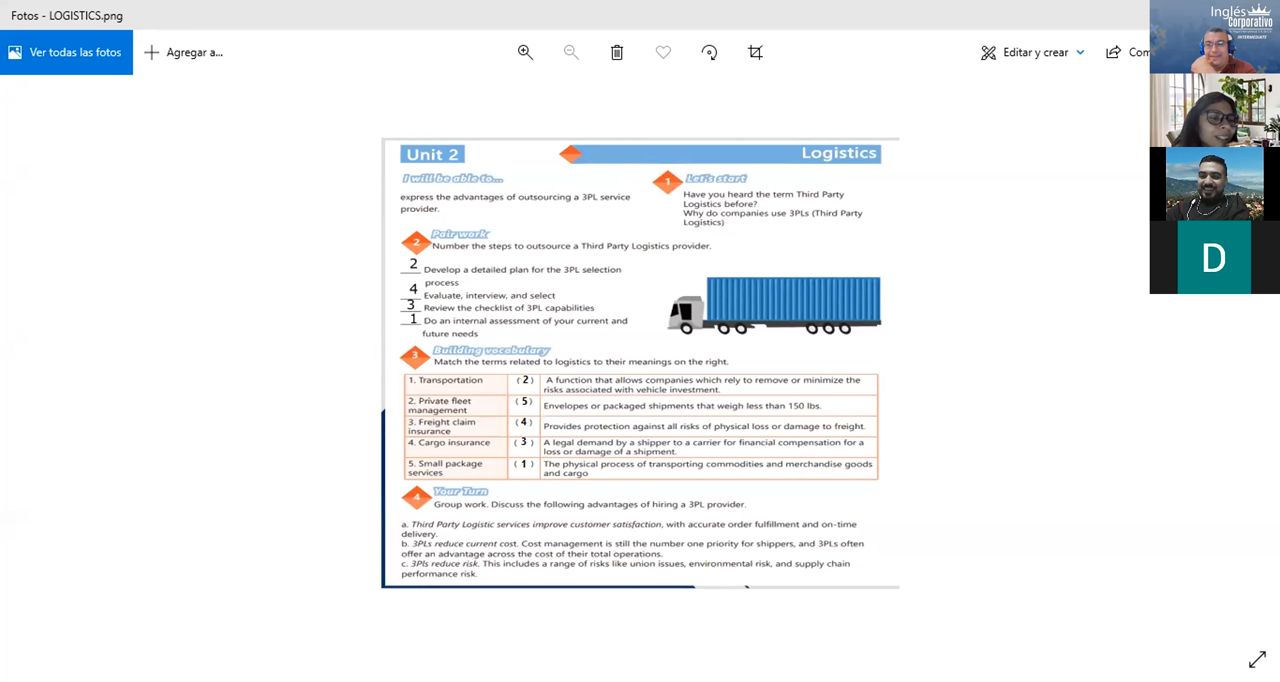 Fotos - LOGISTICS.png
Ver todas las fotos
Agregar a...
Editar y crear
Com
Inglés
Corporativo
INTERMEDIATE
D
Unit 2
Logistics
I will be able to...
express the advantages of outsourcing a 3PL service
provider.
1 Let's start
Have you heard the term Third Party
Logistics before?
Why do companies use 3PLs (Third Party
Logistics)
2 Pair work
Number the steps to outsource a Third Party Logistics provider.
2 Develop a detailed plan for the 3PL selection
process
4 Evaluate, interview, and select
3 Review the checklist of 3PL capabilities
1 Do an internal assessment of your current and
future needs
3 Building vocabulary
Match the terms related to logistics to their meanings on the right.
1. Transportation (2) A function that allows companies which rely to remove or minimize the
risks associated with vehicle investment.
2. Private fleet
management (5) Envelopes or packaged shipments that weigh less than 150 lbs.
3. Freight claim
insurance (4) Provides protection against all risks of physical loss or damage to freight.
4. Cargo insurance (3) A legal demand by a shipper to a carrier for financial compensation for a
loss or damage of a shipment.
5. Small package
services (1) The physical process of transporting commodities and merchandise goods
and cargo
4 Your Turn
Group work. Discuss the following advantages of hiring a 3PL provider.
a. Third Party Logistic services improve customer satisfaction, with accurate order fulfillment and on-time
delivery.
b. 3PLs reduce current cost. Cost management is still the number one priority for shippers, and 3PLs often
offer an advantage across the cost of their total operations.
c. 3Pls reduce risk. This includes a range of risks like union issues, environmental risk, and supply chain
performance risk.